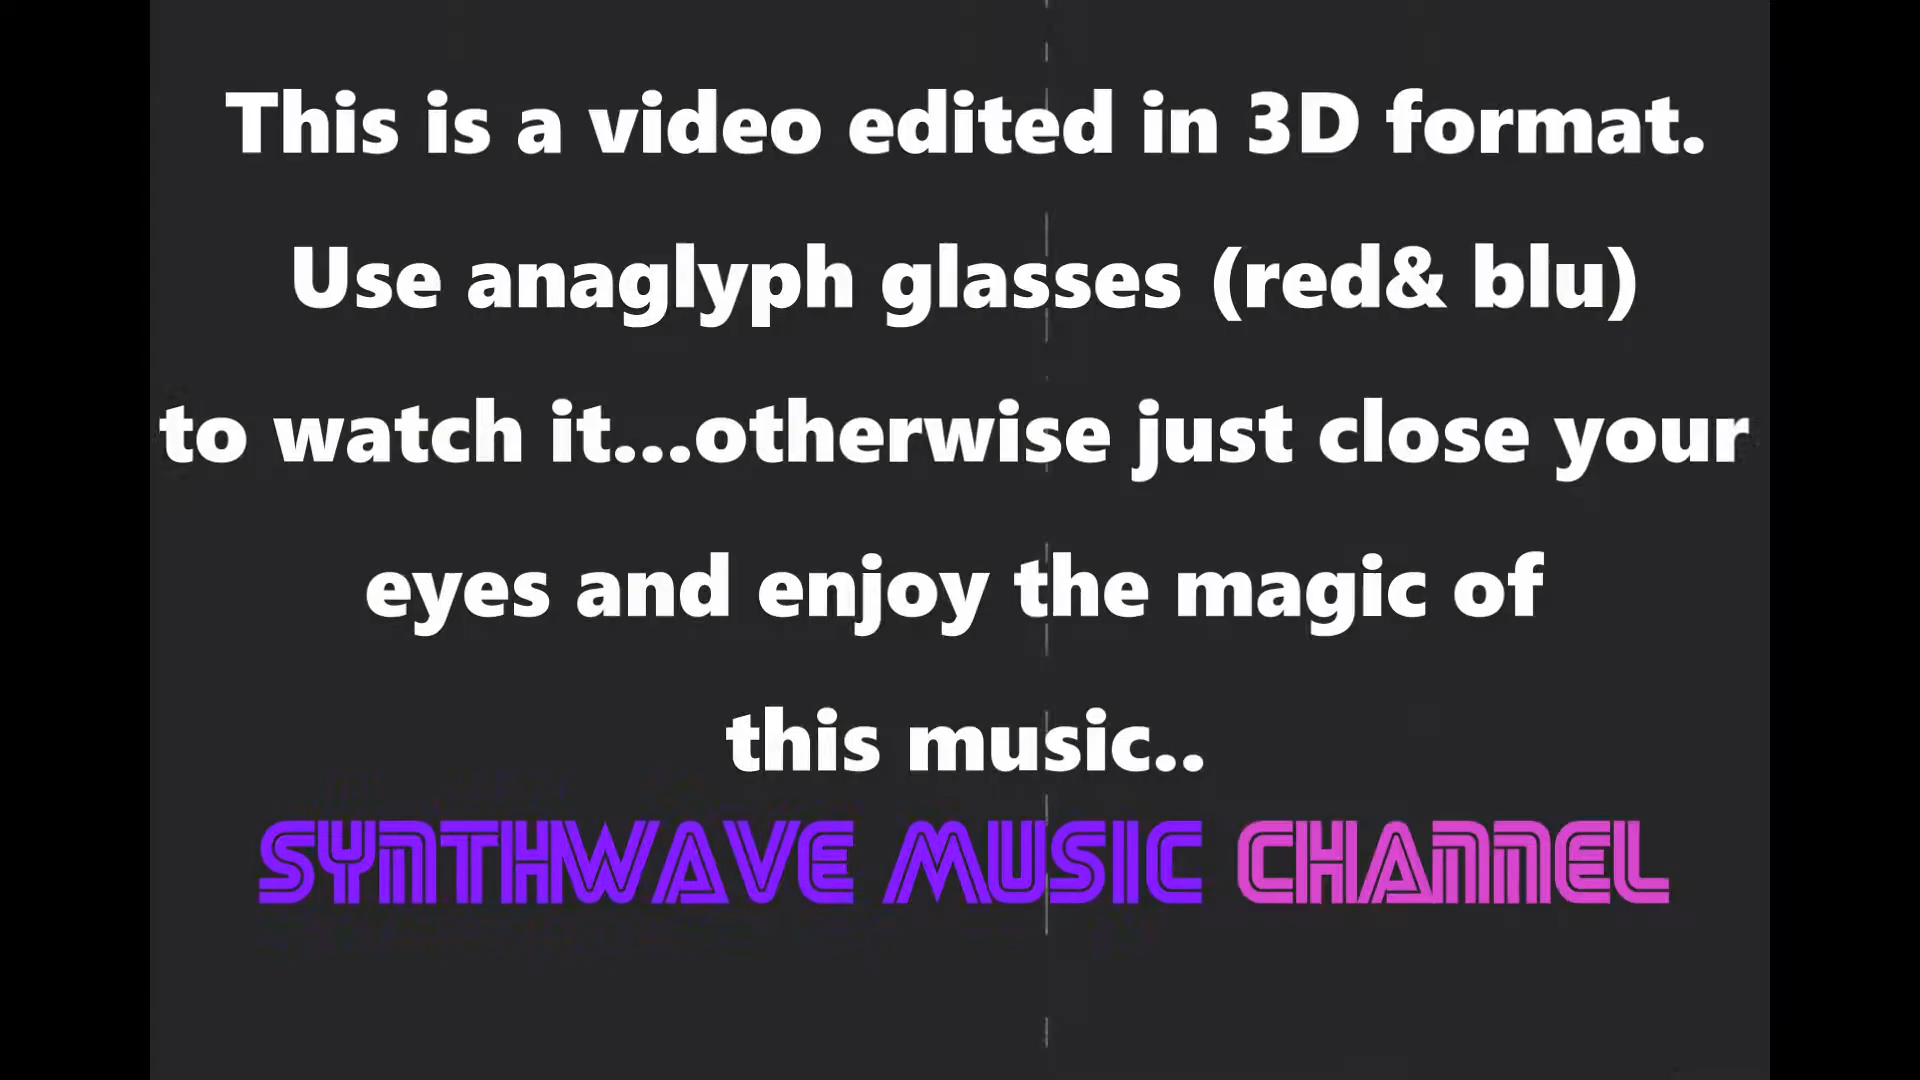 This is a video edited in 3D format.
Use anaglyph glasses (red& blu)
to watch it...otherwise just close your
eyes and enjoy the magic of
this music..
SYNTHWAVE MUSIC CHANNEL